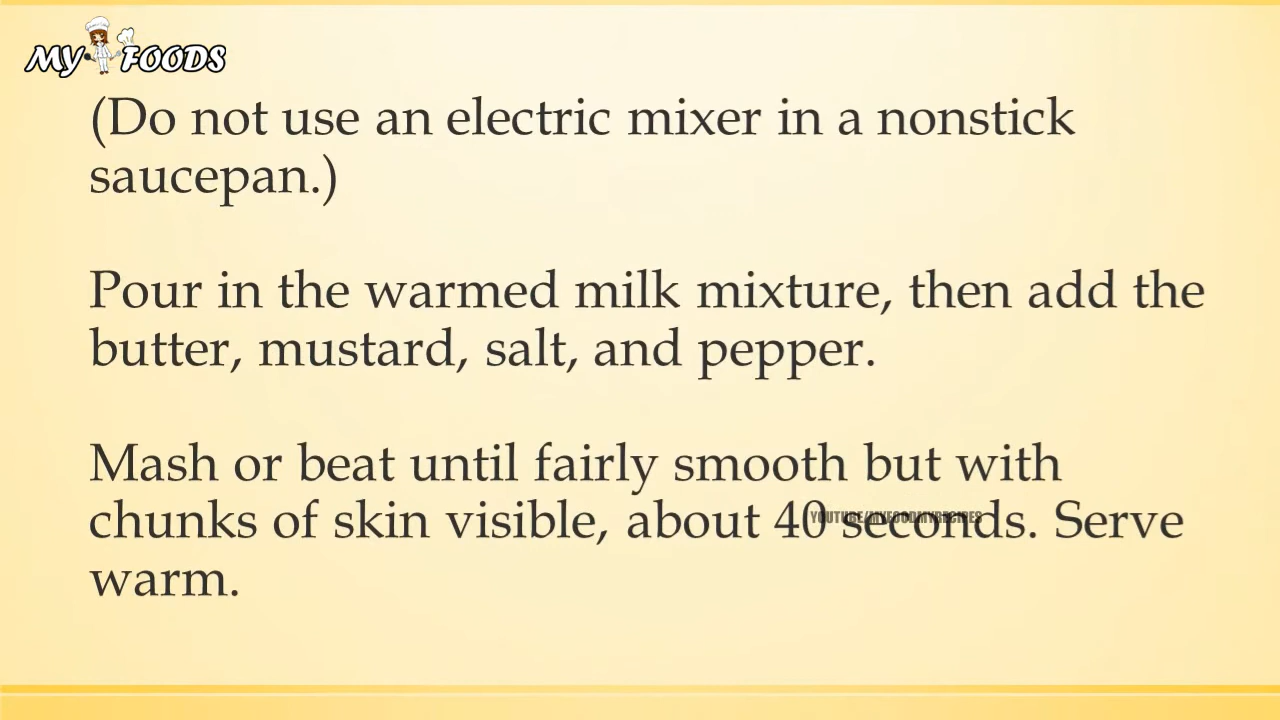 MY FOODS
(Do not use an electric mixer in a nonstick
saucepan.)
Pour in the warmed milk mixture, then add the
butter, mustard, salt, and pepper.
Mash or beat until fairly smooth but with
chunks of skin visible, about 40 seconds. Serve
warm.
YOUTUBE/MYFOODMYRECIPES